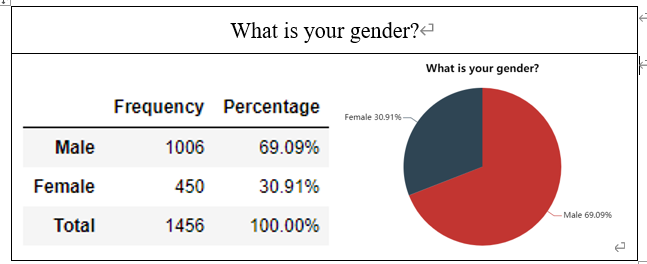 What is your gender?
Frequency Percentage
Male 1006 69.09%
Female 450 30.91%
Total 1456 100.00%
What is your gender?
Female 30.91%
Male 69.09%